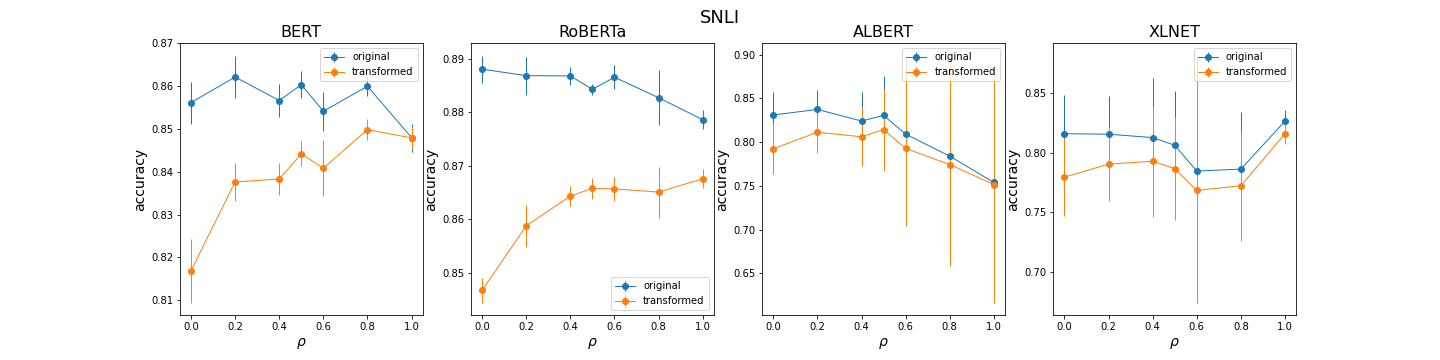 SNLI
BERT
accuracy
0.87
0.86
0.85
0.84
0.83
0.82
0.81
original
transformed
0.0 0.2 0.4 0.6 0.8 1.0
ρ
RoBERTa
accuracy
0.89
0.88
0.87
0.86
0.85
original
transformed
0.0 0.2 0.4 0.6 0.8 1.0
ρ
ALBERT
accuracy
0.90
0.85
0.80
0.75
0.70
0.65
original
transformed
0.0 0.2 0.4 0.6 0.8 1.0
ρ
XLNET
accuracy
0.85
0.80
0.75
0.70
original
transformed
0.0 0.2 0.4 0.6 0.8 1.0
ρ